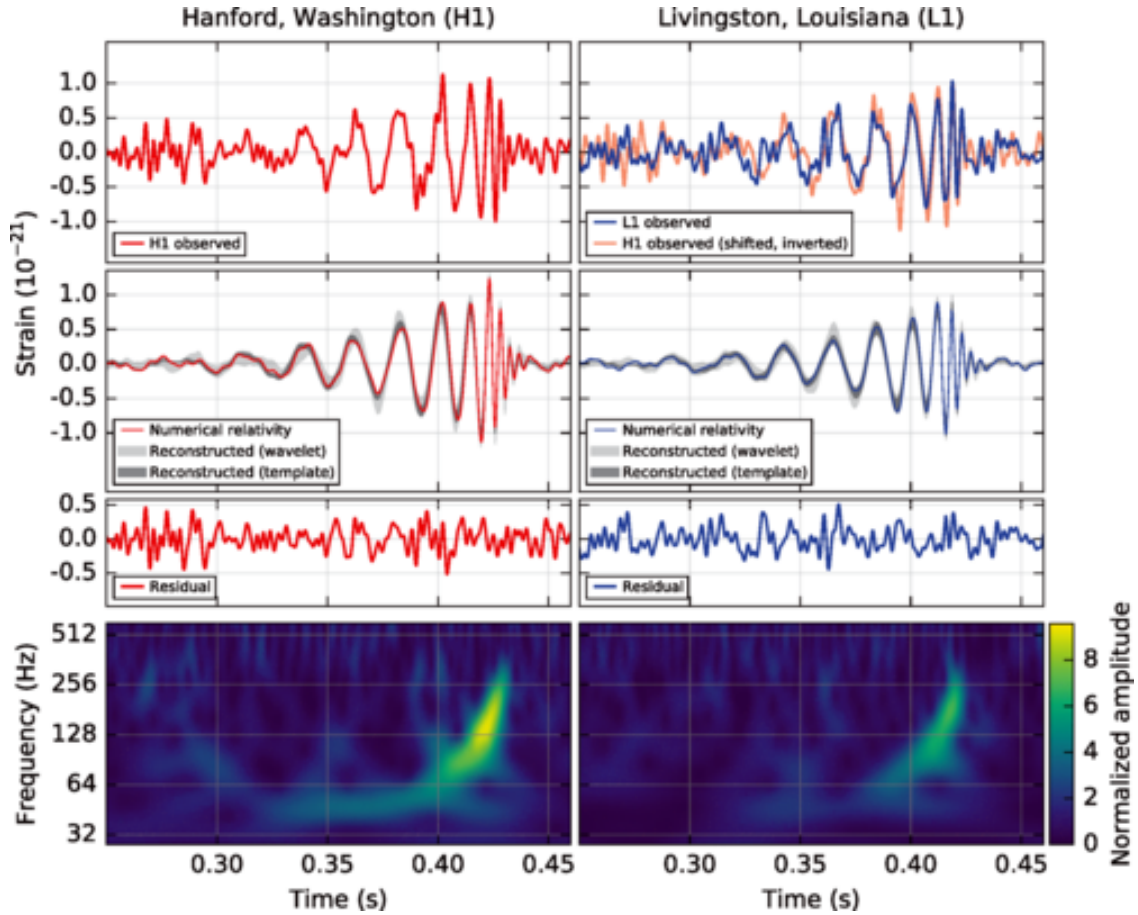 Hanford, Washington (H1)
Livingston, Louisiana (L1)
Strain (10⁻²¹)
1.0
0.5
0.0
-0.5
-1.0
H1 observed
L1 observed
H1 observed (shifted, inverted)
1.0
0.5
0.0
-0.5
-1.0
Numerical relativity
Reconstructed (wavelet)
Reconstructed (template)
Numerical relativity
Reconstructed (wavelet)
Reconstructed (template)
0.5
0.0
-0.5
Residual
Residual
Frequency (Hz)
512
256
128
64
32
0.30
0.35
0.40
0.45
Time (s)
0.30
0.35
0.40
0.45
Time (s)
Normalized amplitude
8
6
4
2
0